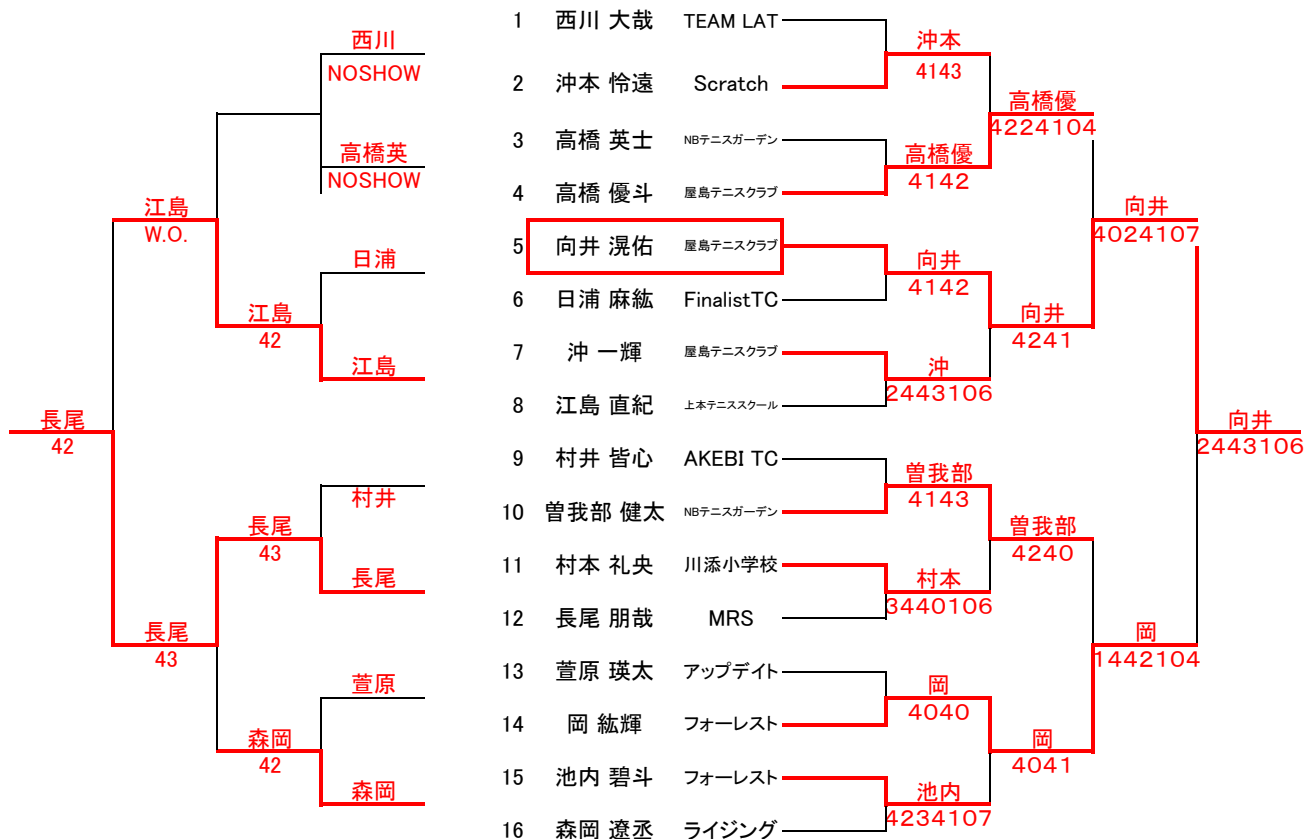 1 西川 大哉 TEAM LAT
西川 沖本
NOSHOW 4143
2 沖本 怜遠 Scratch
高橋優
4224104
3 高橋 英士 NBテニスガーデン
高橋英 高橋優
NOSHOW 4142
4 高橋 優斗 屋島テニスクラブ
江島 向井
W.O. 4024107
5 向井 滉佑 屋島テニスクラブ
日浦 向井
4142
6 日浦 麻紘 FinalistTC
江島 向井
42 4241
7 沖 一輝 屋島テニスクラブ
江島 沖
2443106
8 江島 直紀 上本テニススクール
長尾 向井
42 2443106
9 村井 皆心 AKEBI TC
村井 曽我部
4143
10 曽我部 健太 NBテニスガーデン
長尾 曽我部
43 4240
11 村本 礼央 川添小学校
長尾 村本
3440106
12 長尾 朋哉 MRS
長尾 岡
43 1442104
13 萱原 瑛太 アップデイト
萱原 岡
4040
14 岡 紘輝 フォーレスト
森岡 岡
42 4041
15 池内 碧斗 フォーレスト
森岡 池内
4234107
16 森岡 遼丞 ライジング